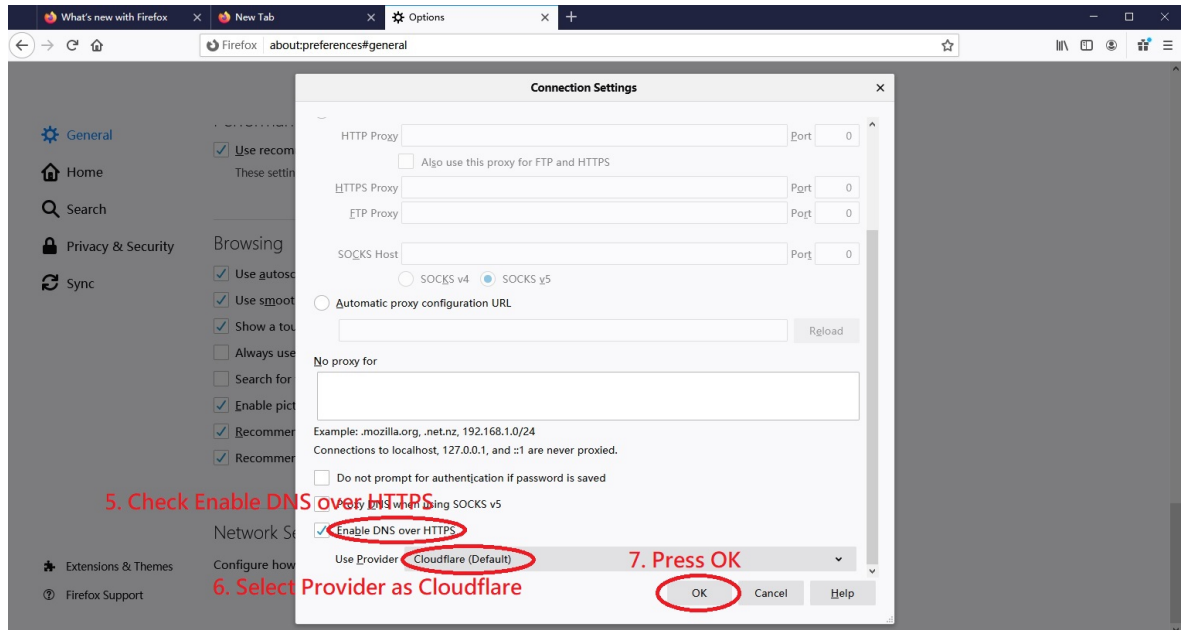 What's new with Firefox
New Tab
Options
Firefox about:preferences#general
Connection Settings
General
Home
Search
Privacy & Security
Sync
Extensions & Themes
Firefox Support
Use recom
These settin
Browsing
Use autosc
Use smoot
Show a tou
Always use
Search for
Enable pict
Recommer
Recommer
Network Se
Configure how
HTTP Proxy
Port 0
Also use this proxy for FTP and HTTPS
HTTPS Proxy
Port 0
FTP Proxy
Port 0
SOCKS Host
Port 0
SOCKS v4 SOCKS v5
Automatic proxy configuration URL
Reload
No proxy for
Example: .mozilla.org, .net.nz, 192.168.1.0/24
Connections to localhost, 127.0.0.1, and ::1 are never proxied.
Do not prompt for authentication if password is saved
5. Check Enable DNS over HTTPS
Proxy DNS when using SOCKS v5
Enable DNS over HTTPS
Use Provider Cloudflare (Default)
7. Press OK
6. Select Provider as Cloudflare
OK Cancel Help